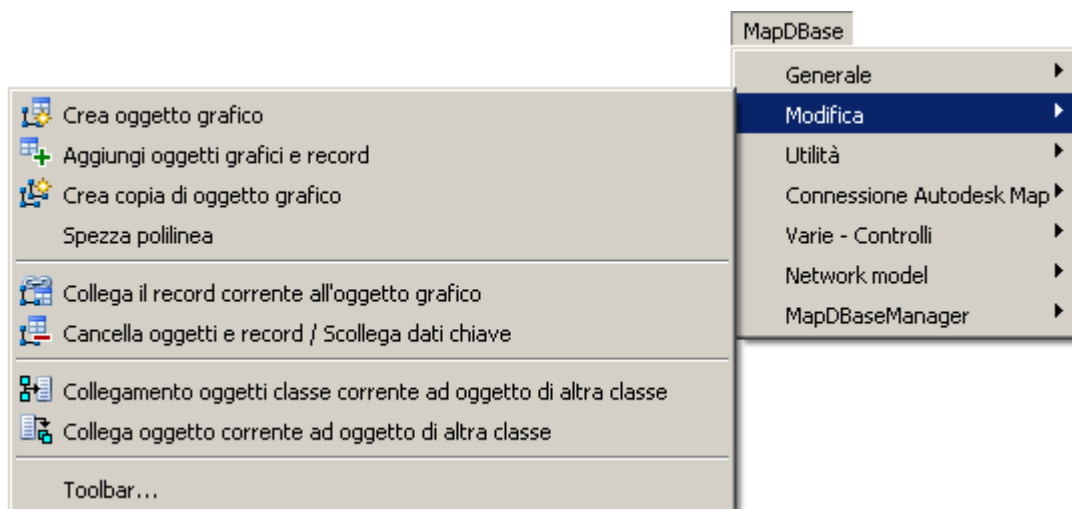 MapDBase
Generale
Modifica
Utilità
Connessione Autodesk Map
Varie - Controlli
Network model
MapDBaseManager
Crea oggetto grafico
Aggiungi oggetti grafici e record
Crea copia di oggetto grafico
Spezza polilinea
Collega il record corrente all'oggetto grafico
Cancella oggetti e record / Scollega dati chiave
Collegamento oggetti classe corrente ad oggetto di altra classe
Collega oggetto corrente ad oggetto di altra classe
Toolbar...